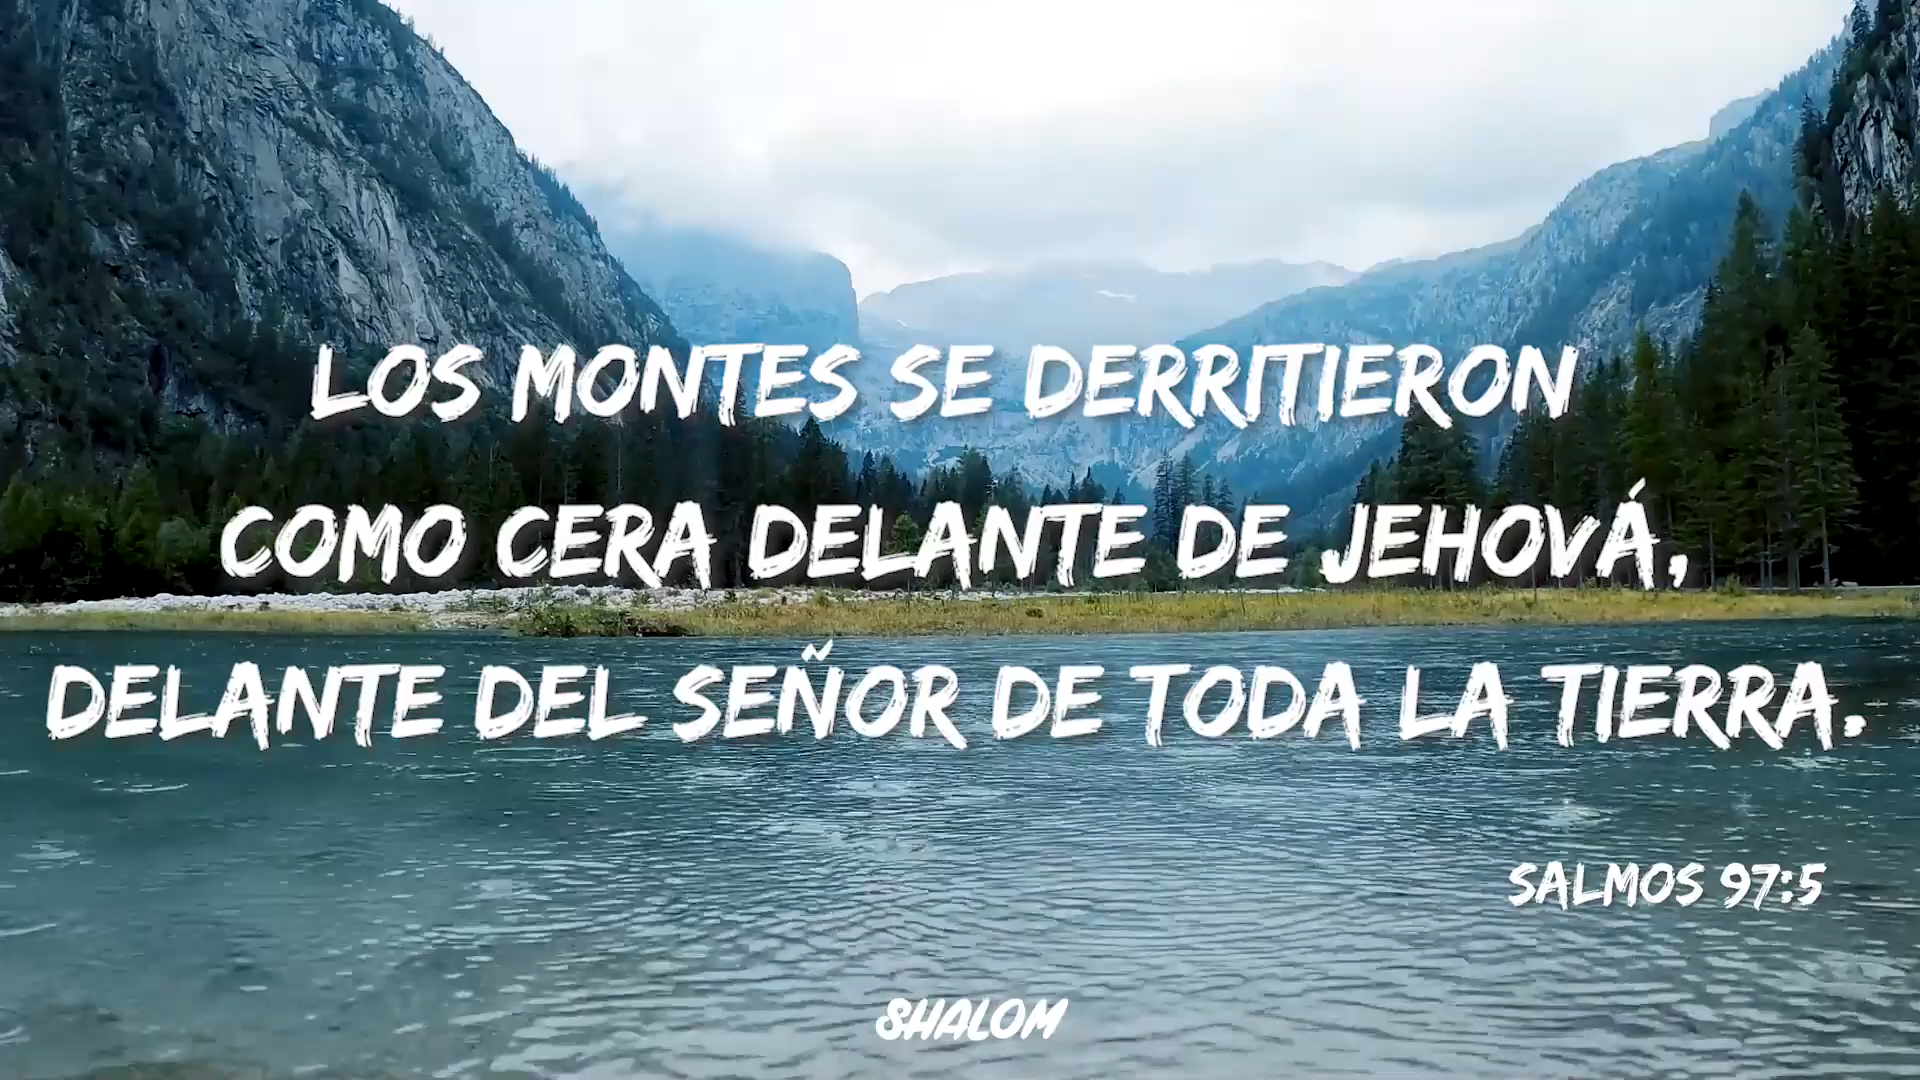 LOS MONTES SE DERRITIERON
COMO CERA DELANTE DE JEHOVÁ,
DELANTE DEL SEÑOR DE TODA LA TIERRA.
SALMOS 97:5
SHALOM